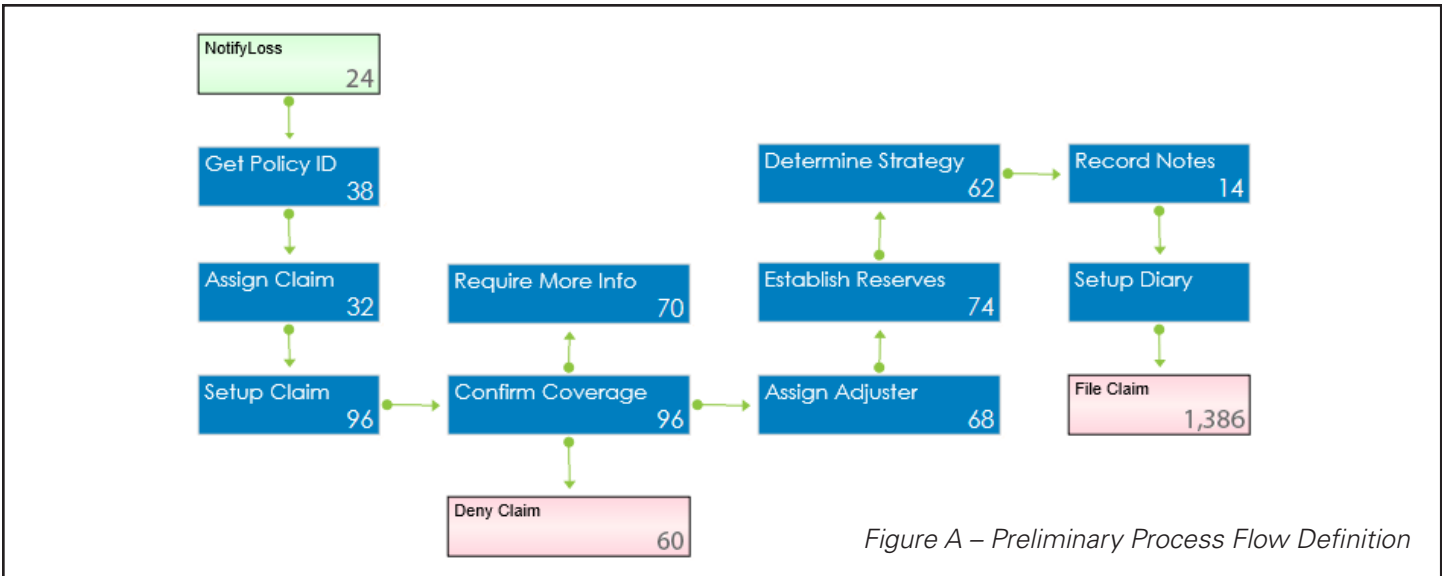 NotifyLoss
24
Get Policy ID
38
Assign Claim
32
Setup Claim
96
Require More Info
70
Confirm Coverage
96
Deny Claim
60
Determine Strategy
62
Establish Reserves
74
Assign Adjuster
68
Record Notes
14
Setup Diary
File Claim
1,386
Figure A – Preliminary Process Flow Definition